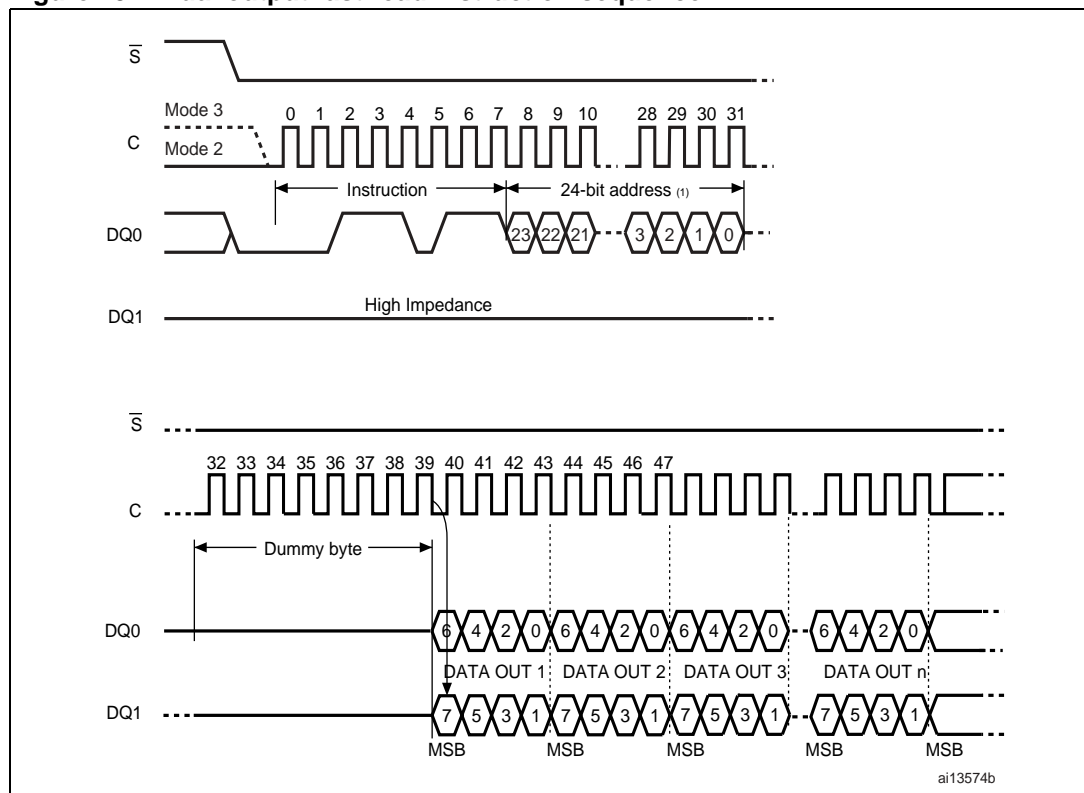 S
Mode 3
0 1 2 3 4 5 6 7 8 9 10 28 29 30 31
C
Mode 2
Instruction 24-bit address (1)
DQ0 23 22 21 3 2 1 0
High Impedance
DQ1
S
32 33 34 35 36 37 38 39 40 41 42 43 44 45 46 47
C
Dummy byte
DQ0 6 4 2 0 6 4 2 0 6 4 2 0 6 4 2 0
DATA OUT 1 DATA OUT 2 DATA OUT 3 DATA OUT n
DQ1 7 5 3 1 7 5 3 1 7 5 3 1 7 5 3 1
MSB MSB MSB MSB MSB
ai13574b